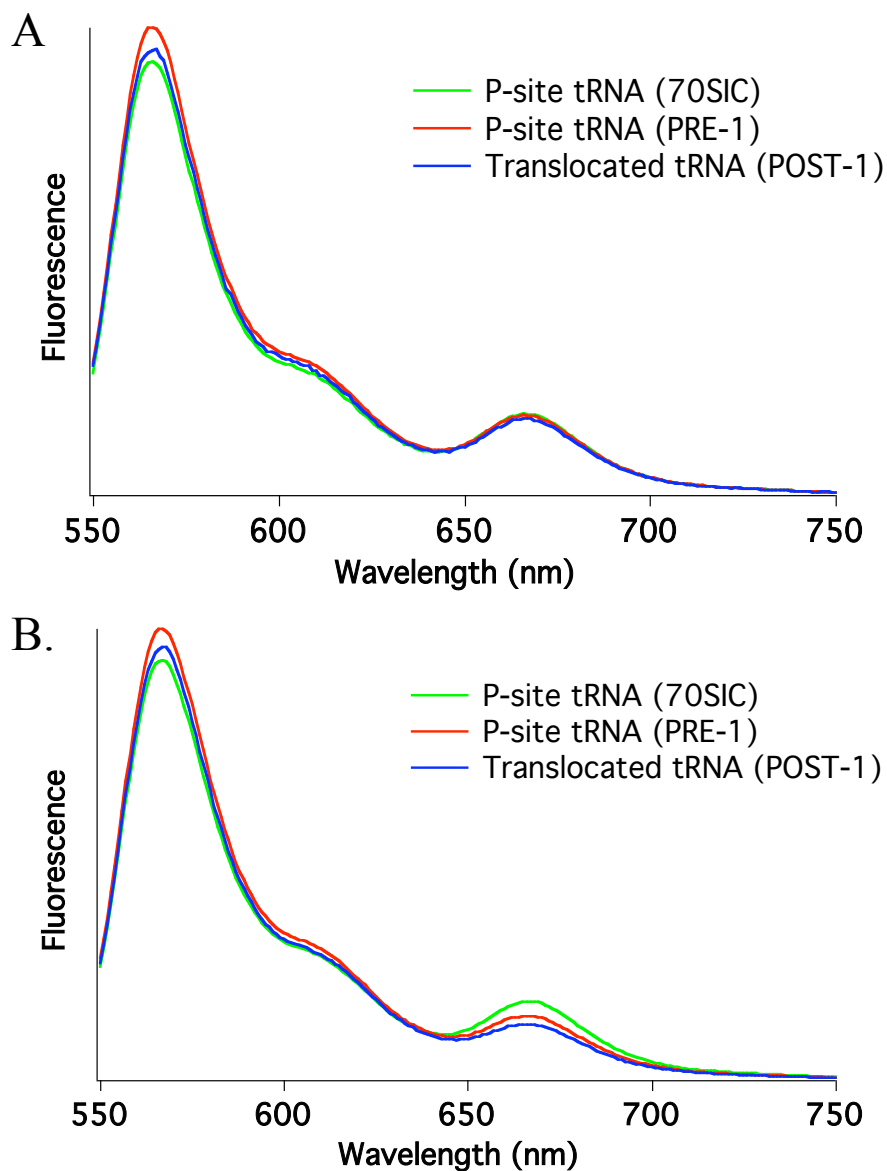 A
P-site tRNA (70SIC)
P-site tRNA (PRE-1)
Translocated tRNA (POST-1)
Fluorescence
550 600 650 700 750
Wavelength (nm)
B.
P-site tRNA (70SIC)
P-site tRNA (PRE-1)
Translocated tRNA (POST-1)
Fluorescence
550 600 650 700 750
Wavelength (nm)